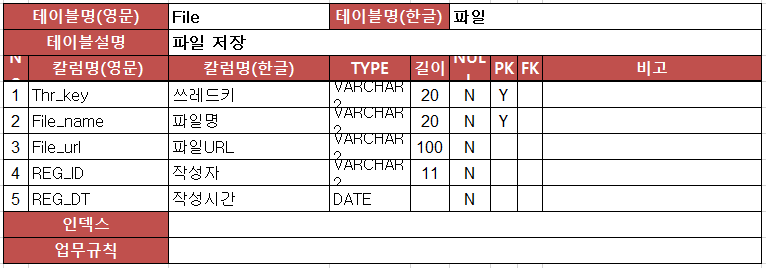 테이블명(영문) File 테이블명(한글) 파일
테이블설명 파일 저장
No 칼럼명(영문) 칼럼명(한글) TYPE 길이 NULL PK FK 비고
1 Thr_key 쓰레드키 VARCHAR2 20 N Y
2 File_name 파일명 VARCHAR2 20 N Y
3 File_url 파일URL VARCHAR2 100 N
4 REG_ID 작성자 VARCHAR2 11 N
5 REG_DT 작성시간 DATE N
인덱스
업무규칙